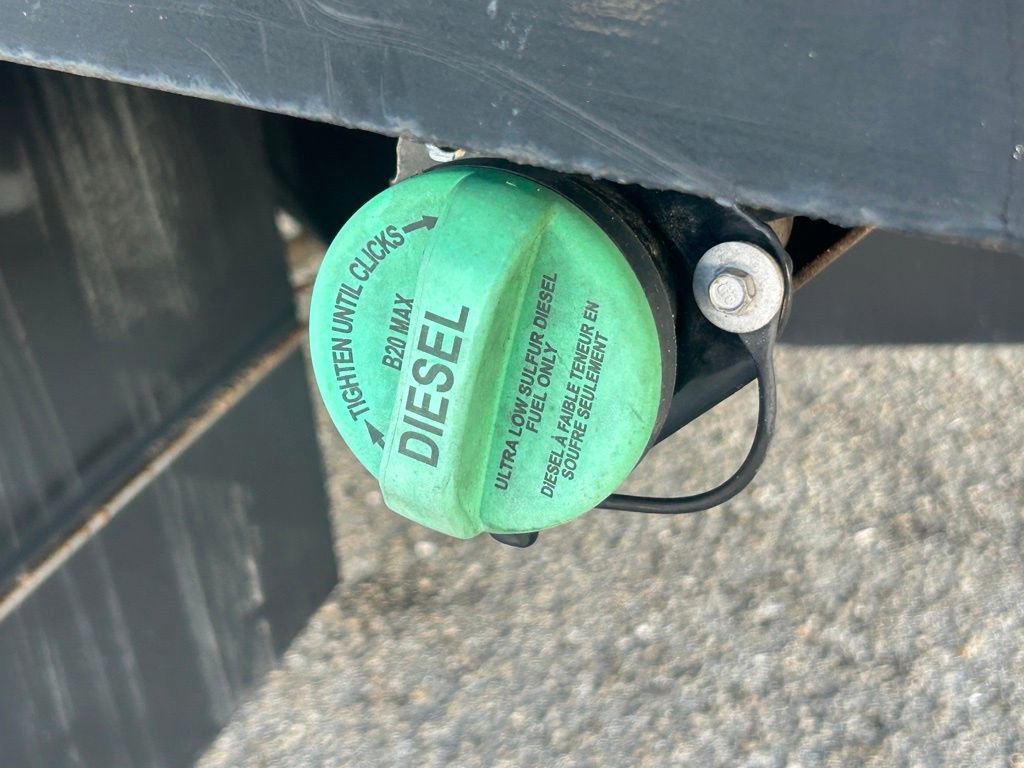 TIGHTEN UNTIL CLICKS
B20 MAX
DIESEL
ULTRA LOW SULFUR DIESEL
FUEL ONLY
DIESEL À FAIBLE TENEUR EN
SOUFRE SEULEMENT